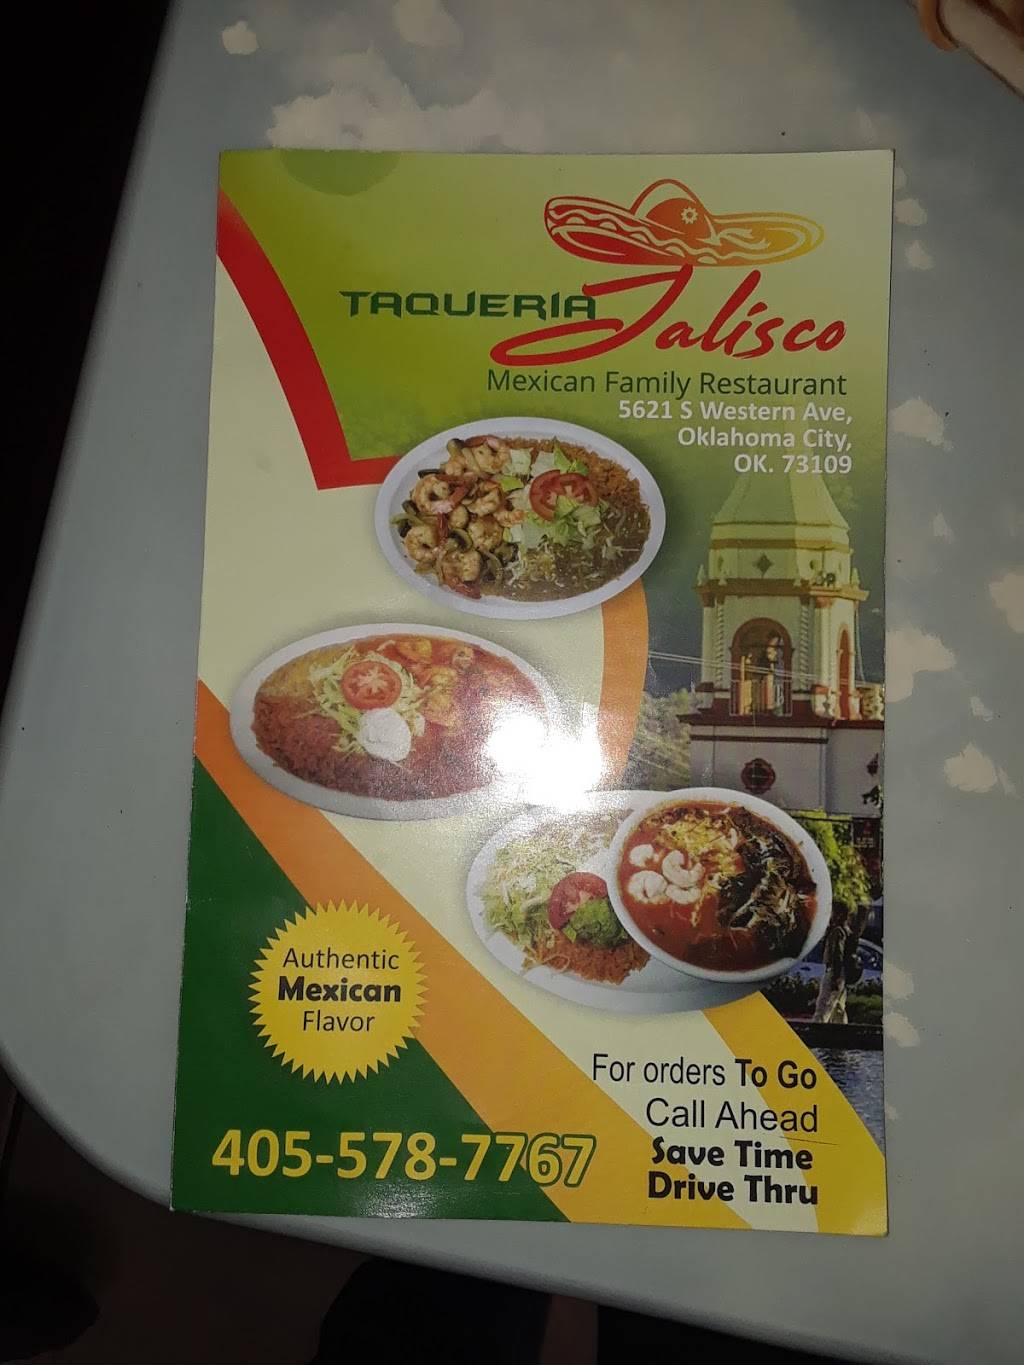 TAQUERIA Jalisco
Mexican Family Restaurant
5621 S Western Ave,
Oklahoma City,
OK. 73109
Authentic
Mexican
Flavor
For orders To Go
Call Ahead
Save Time
Drive Thru
405-578-7767